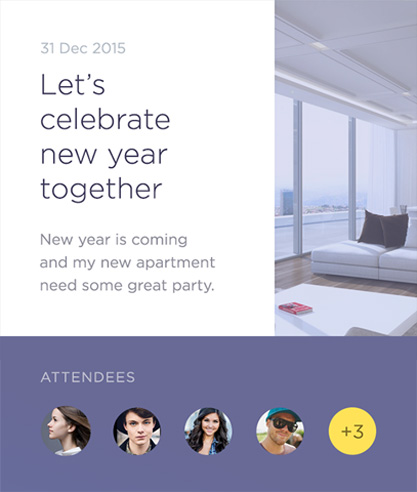 31 Dec 2015
Let’s
celebrate
new year
together
New year is coming
and my new apartment
need some great party.
ATTENDEES
+3